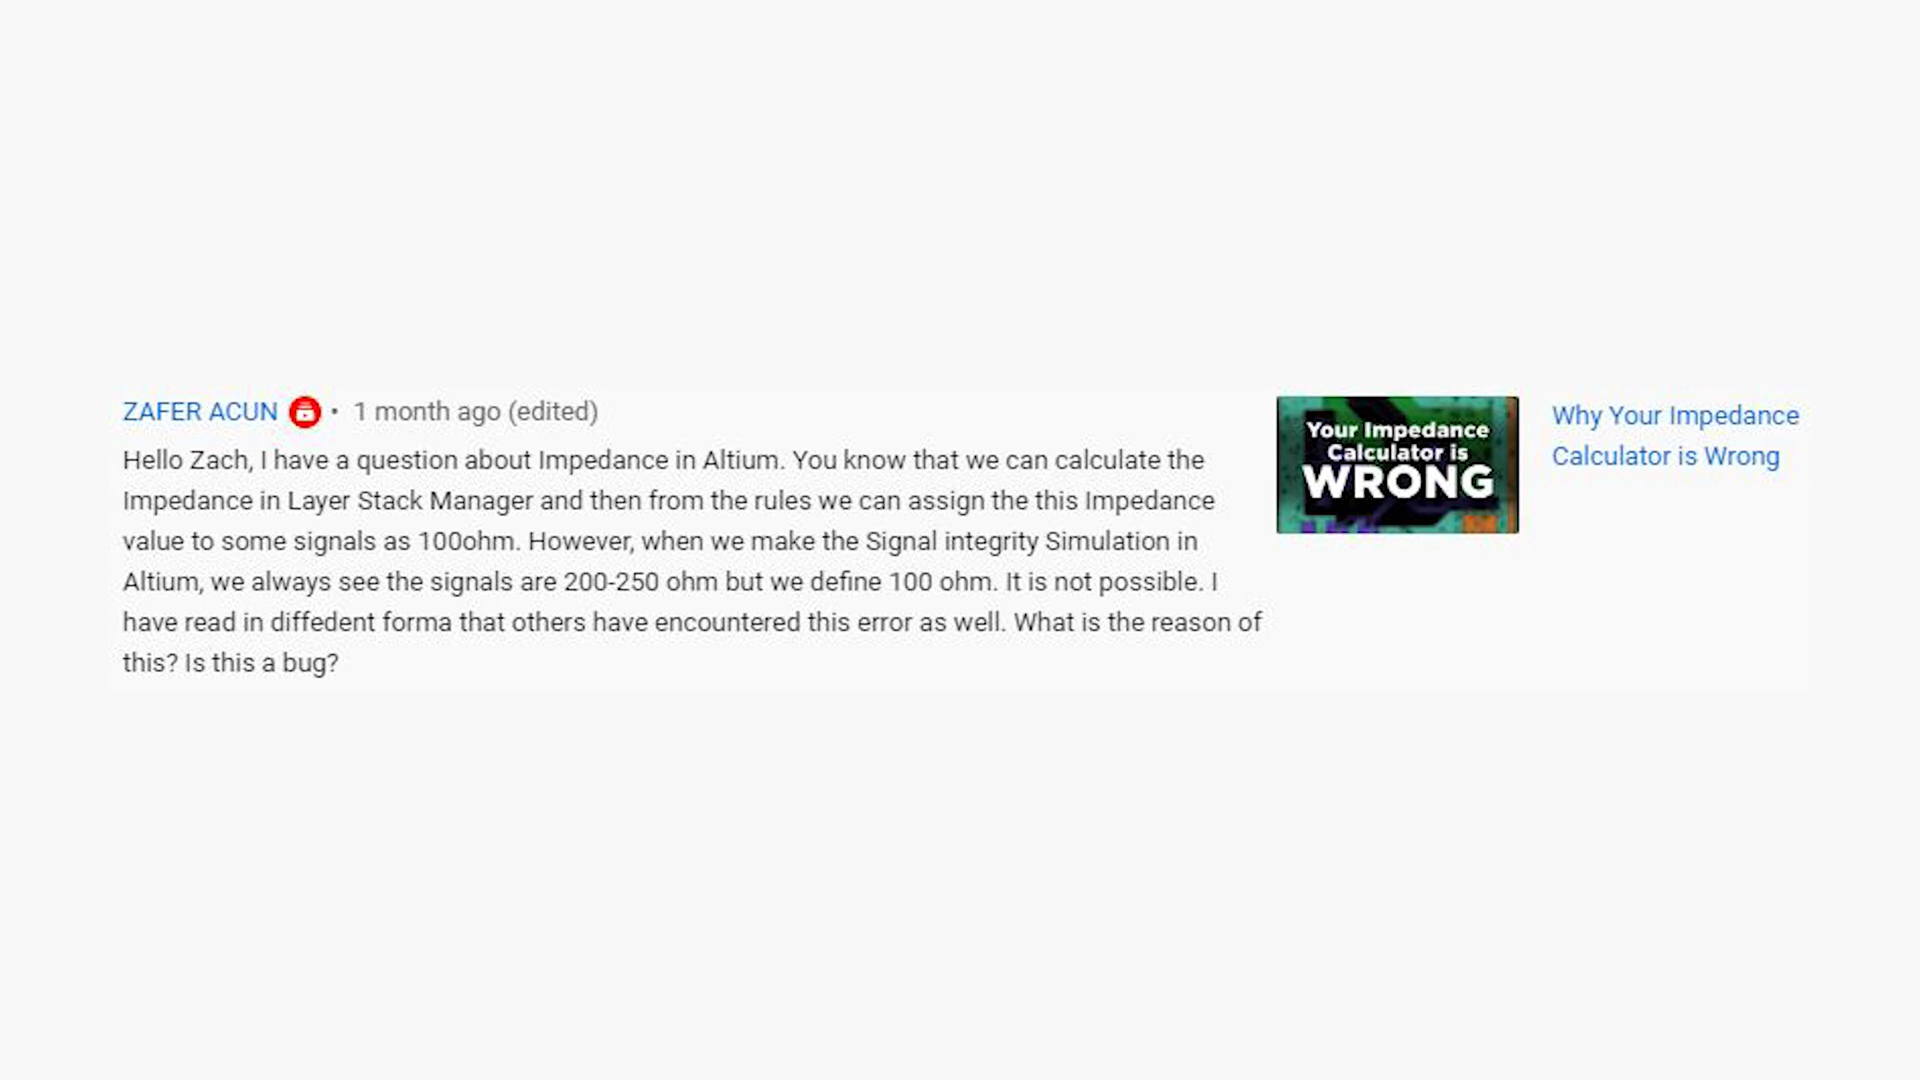 ZAFER ACUN • 1 month ago (edited)
Hello Zach, I have a question about Impedance in Altium. You know that we can calculate the
Impedance in Layer Stack Manager and then from the rules we can assign the this Impedance
value to some signals as 100ohm. However, when we make the Signal integrity Simulation in
Altium, we always see the signals are 200-250 ohm but we define 100 ohm. It is not possible. I
have read in diffedent forma that others have encountered this error as well. What is the reason of
this? Is this a bug?
Your Impedance
Calculator is
WRONG
Why Your Impedance
Calculator is Wrong